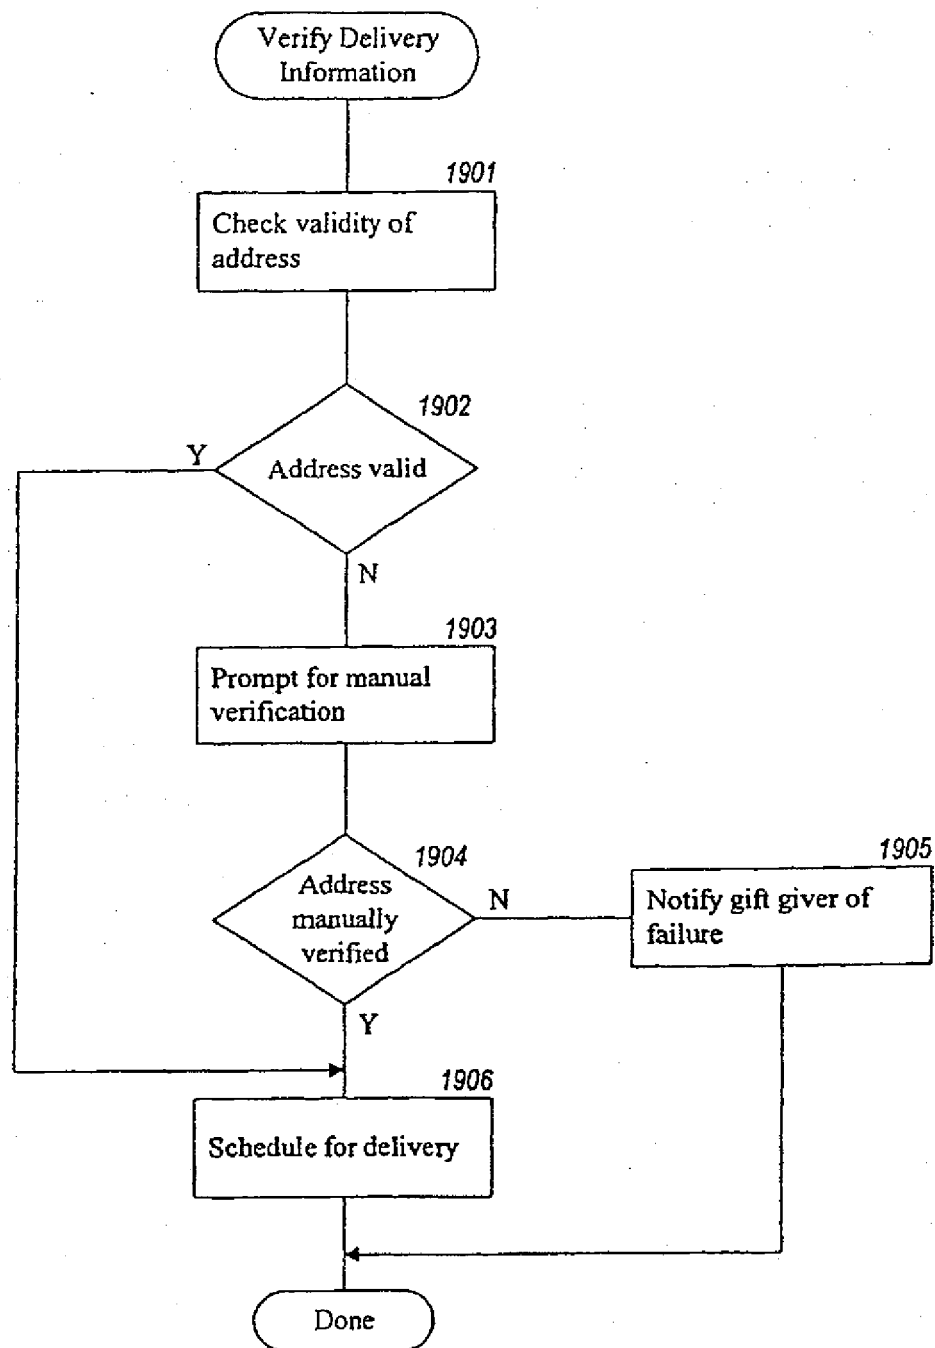 Verify Delivery
Information
1901
Check validity of
address
1902
Y
Address valid
N
1903
Prompt for manual
verification
1904
Address
manually
verified
N
1905
Notify gift giver of
failure
Y
1906
Schedule for delivery
Done